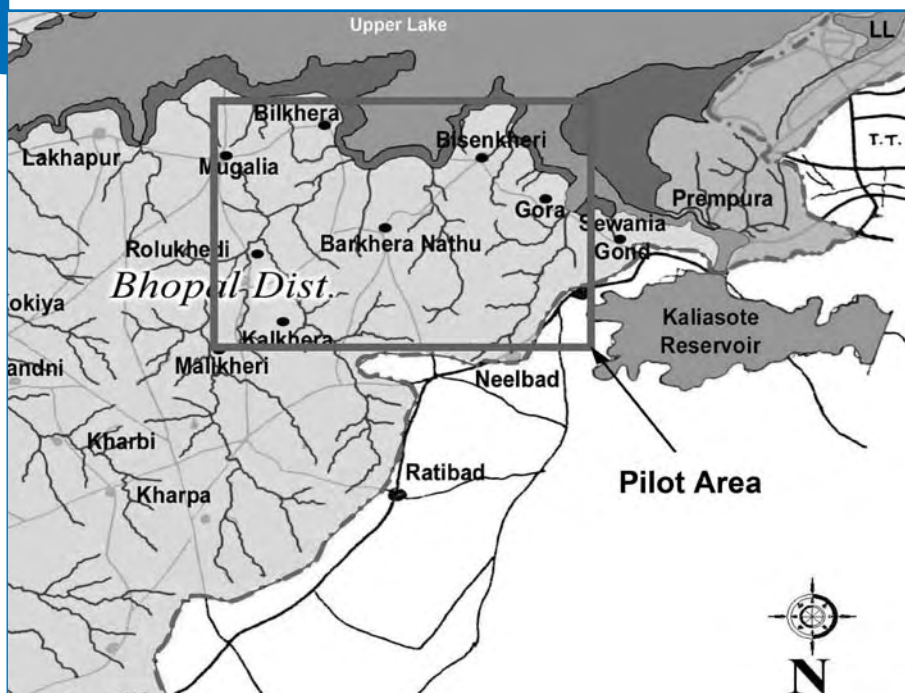 Upper Lake
LL
Bilkhera
Bisenkheri
T.T.
Lakhapur
Mugalia
Prempura
Gora
Sewania
Gond
Rolukhedi
Barkhera Nathu
Bhopal Dist.
okiya
Kaliasote
Reservoir
Kalkhera
andni
Malikheri
Neelbad
Kharbi
Ratibad
Pilot Area
Kharpa
N